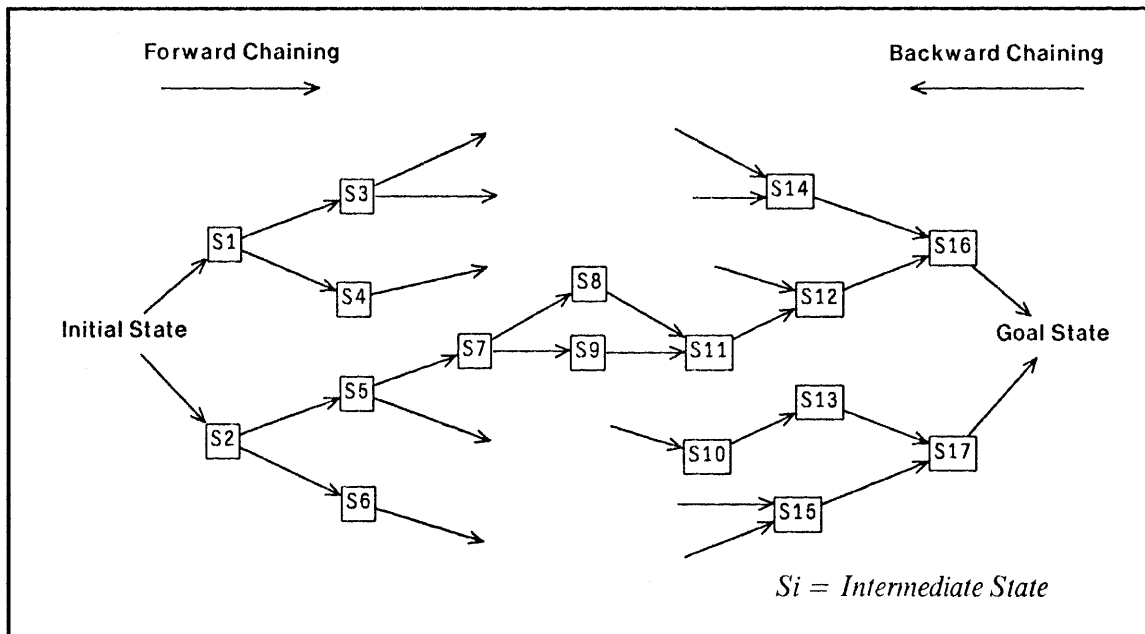 Forward Chaining
Backward Chaining
S3
S14
S1
S16
S4
S8
S12
Initial State
S7
S9
S11
Goal State
S5
S13
S2
S10
S17
S6
S15
Si = Intermediate State